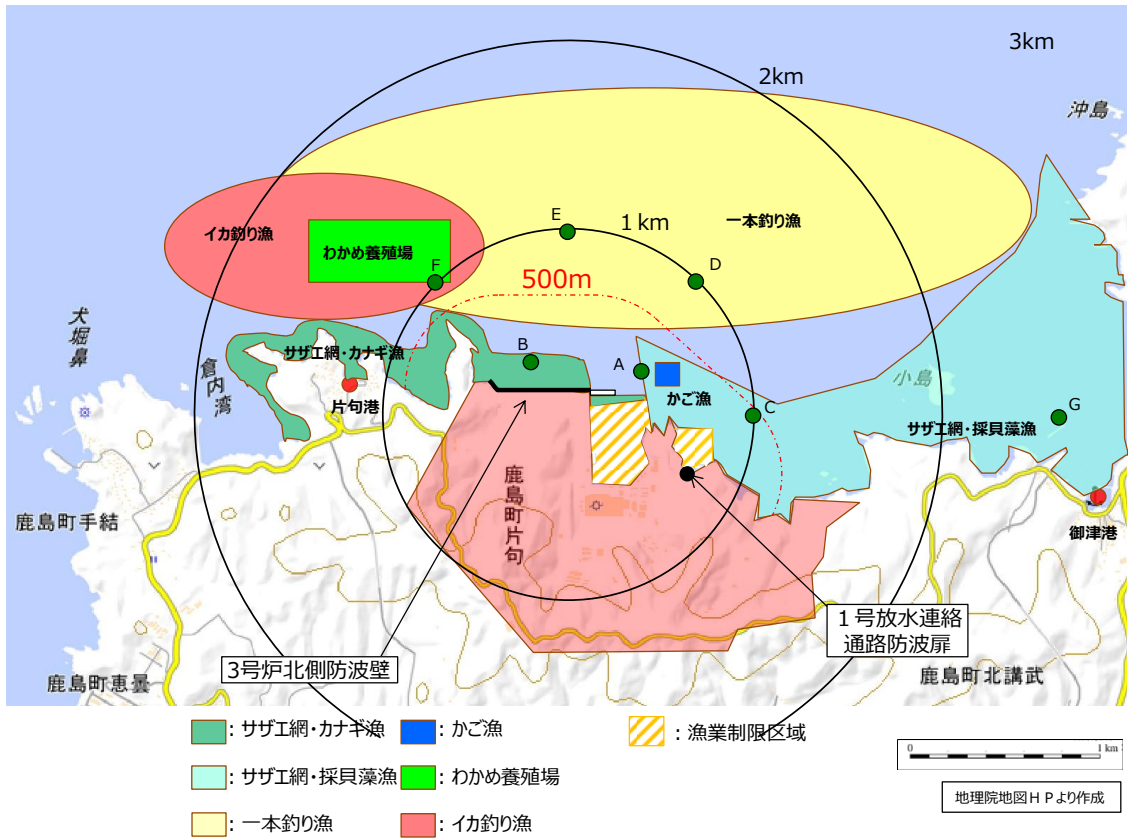 3km
2km
沖島
イカ釣り漁
わかめ養殖場
E
1km
一本釣り漁
F
D
500m
犬堀鼻
倉内湾
サザエ網・カナギ漁
片句港
B
A
かご漁
小島
C
G
サザエ網・採貝藻漁
鹿島町手結
鹿島町片句
御津港
1号放水連絡
通路防波扉
3号炉北側防波壁
鹿島町恵曇
鹿島町北講武
: サザエ網・カナギ漁
: かご漁
: 漁業制限区域
: サザエ網・採貝藻漁
: わかめ養殖場
: 一本釣り漁
: イカ釣り漁
0
1 km
地理院地図HPより作成